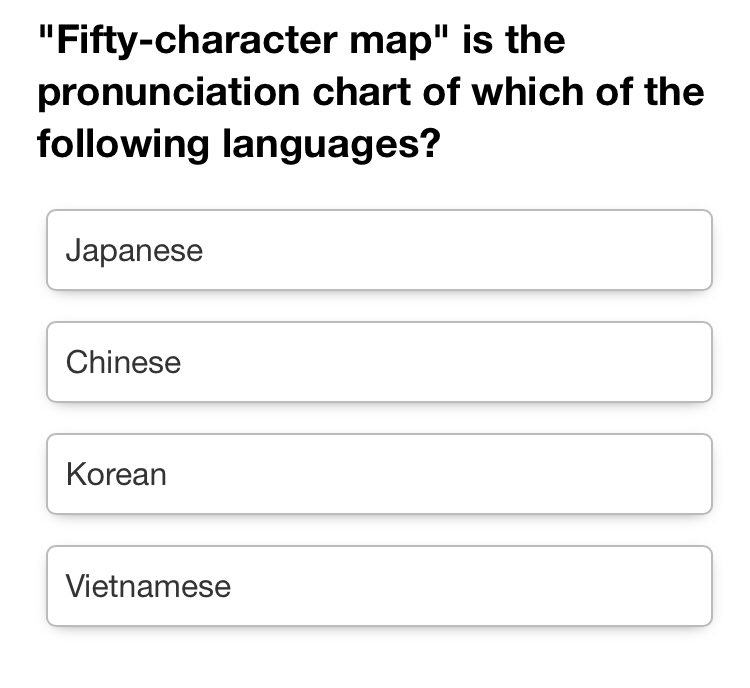 "Fifty-character map" is the
pronunciation chart of which of the
following languages?
Japanese
Chinese
Korean
Vietnamese